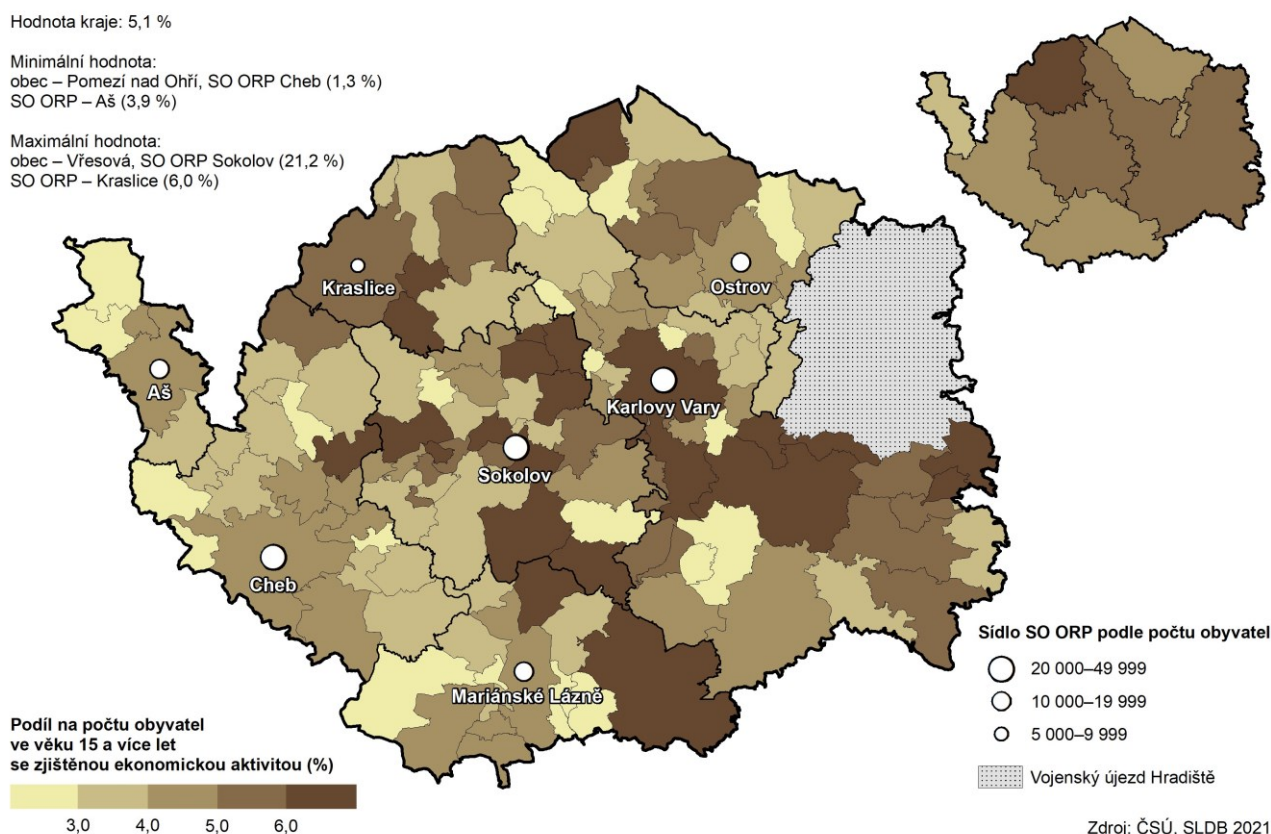 Hodnota kraje: 5,1 %
Minimální hodnota:
obec – Pomezí nad Ohří, SO ORP Cheb (1,3 %)
SO ORP – Aš (3,9 %)
Maximální hodnota:
obec – Vřesová, SO ORP Sokolov (21,2 %)
SO ORP – Kraslice (6,0 %)
Kraslice
Ostrov
Aš
Karlovy Vary
Sokolov
Cheb
Mariánské Lázně
Sídlo SO ORP podle počtu obyvatel
20 000–49 999
10 000–19 999
5 000–9 999
Vojenský újezd Hradiště
Podíl na počtu obyvatel
ve věku 15 a více let
se zjištěnou ekonomickou aktivitou (%)
3,0 4,0 5,0 6,0
Zdroj: ČSÚ, SLDB 2021